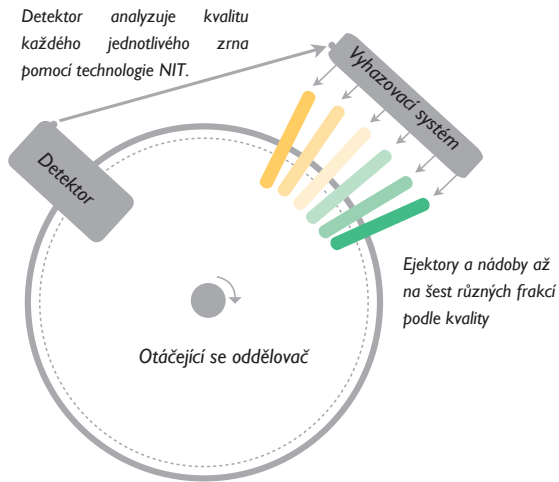 Detektor analyzuje kvalitu
každého jednotlivého zrna
pomocí technologie NIT.
Vyhazovací systém
Detektor
Ejektory a nádoby až
na šest různých frakcí
podle kvality
Otáčející se oddělovač